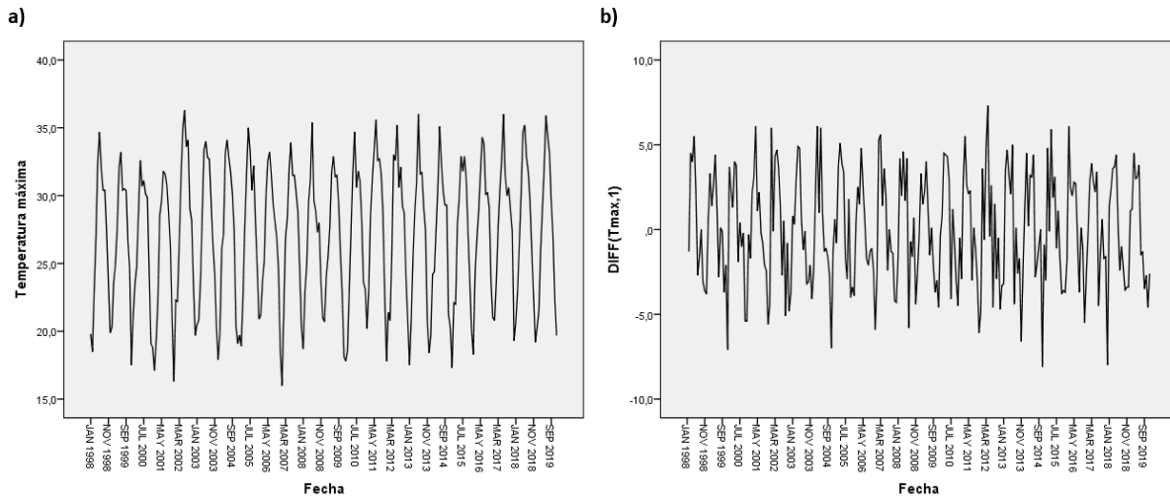 a)
Temperatura máxima
40,0
35,0
30,0
25,0
20,0
15,0
JAN 1998
NOV 1998
SEP 1999
JUL 2000
MAY 2001
MAR 2002
JAN 2003
NOV 2003
SEP 2004
JUL 2005
MAY 2006
MAR 2007
JAN 2008
NOV 2008
SEP 2009
JUL 2010
MAY 2011
MAR 2012
JAN 2013
NOV 2013
SEP 2014
JUL 2015
MAY 2016
MAR 2017
JAN 2018
NOV 2018
SEP 2019
Fecha
b)
DIFF(Tmax,1)
10,0
5,0
,0
-5,0
-10,0
JAN 1998
NOV 1998
SEP 1999
JUL 2000
MAY 2001
MAR 2002
JAN 2003
NOV 2003
SEP 2004
JUL 2005
MAY 2006
MAR 2007
JAN 2008
NOV 2008
SEP 2009
JUL 2010
MAY 2011
MAR 2012
JAN 2013
NOV 2013
SEP 2014
JUL 2015
MAY 2016
MAR 2017
JAN 2018
NOV 2018
SEP 2019
Fecha